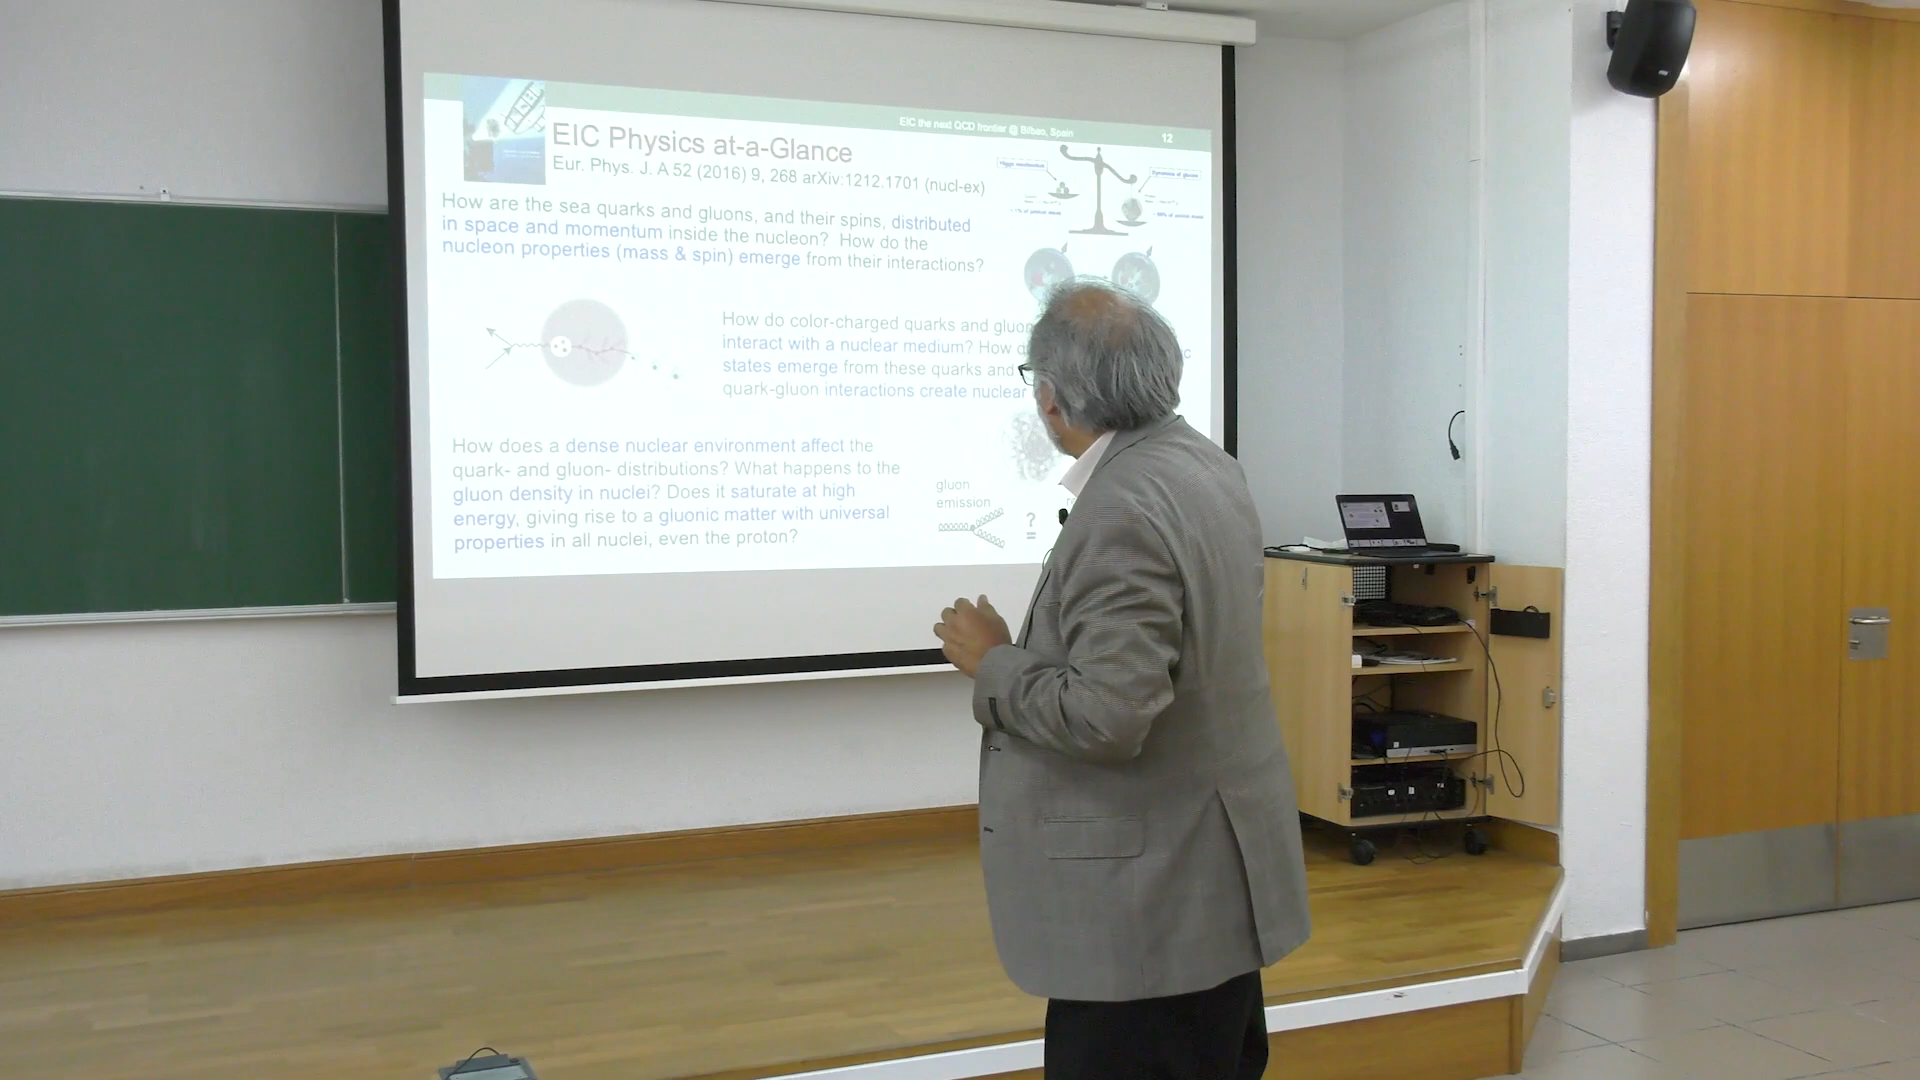 EIC the next QCD frontier @ Bilbao, Spain
12
EIC Physics at-a-Glance
Eur. Phys. J. A 52 (2016) 9, 268 arXiv:1212.1701 (nucl-ex)
Higgs mechanism
Dynamics of gluons
How are the sea quarks and gluons, and their spins, distributed
in space and momentum inside the nucleon? How do the
nucleon properties (mass & spin) emerge from their interactions?
How do color-charged quarks and
interact with a nuclear medium? How
states emerge from these quarks and
quark-gluon interactions create nuclear
How does a dense nuclear environment affect the
quark- and gluon- distributions? What happens to the
gluon density in nuclei? Does it saturate at high
energy, giving rise to a gluonic matter with universal
properties in all nuclei, even the proton?
gluon
emission
?
=